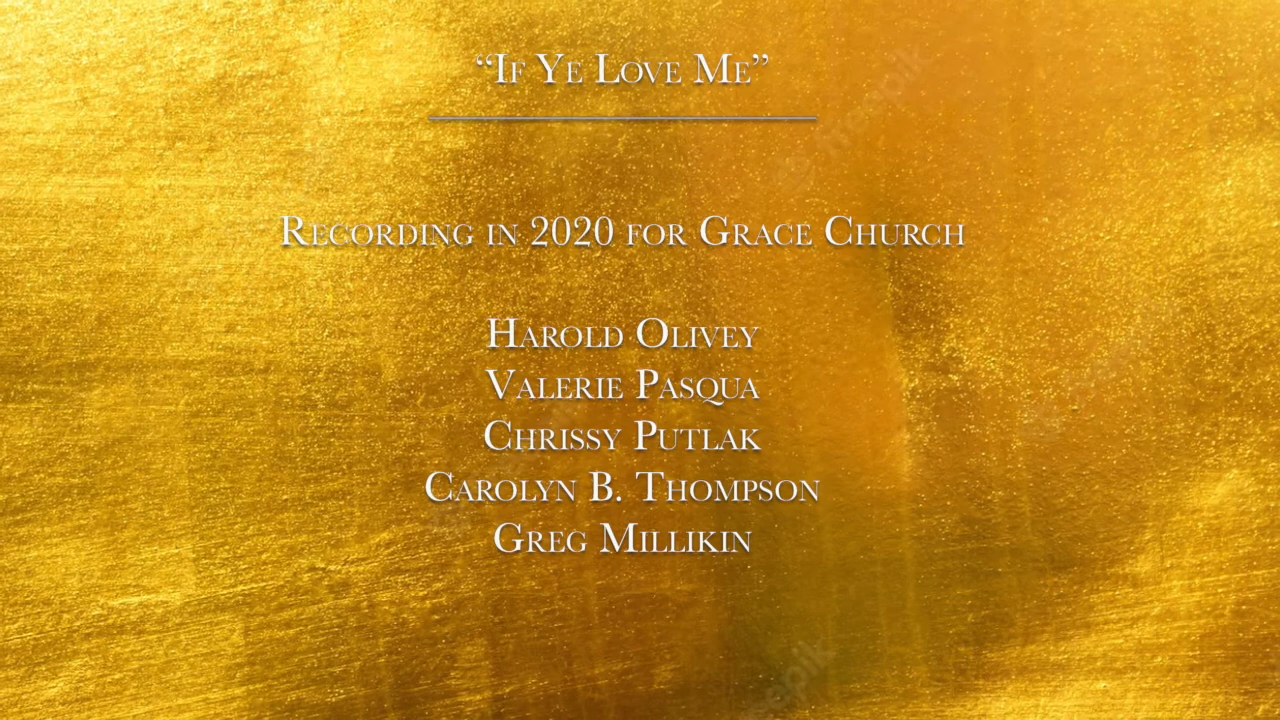 “If Ye Love Me”
Recording in 2020 for Grace Church
Harold Olivey
Valerie Pasqua
Chrissy Putlak
Carolyn B. Thompson
Greg Millikin